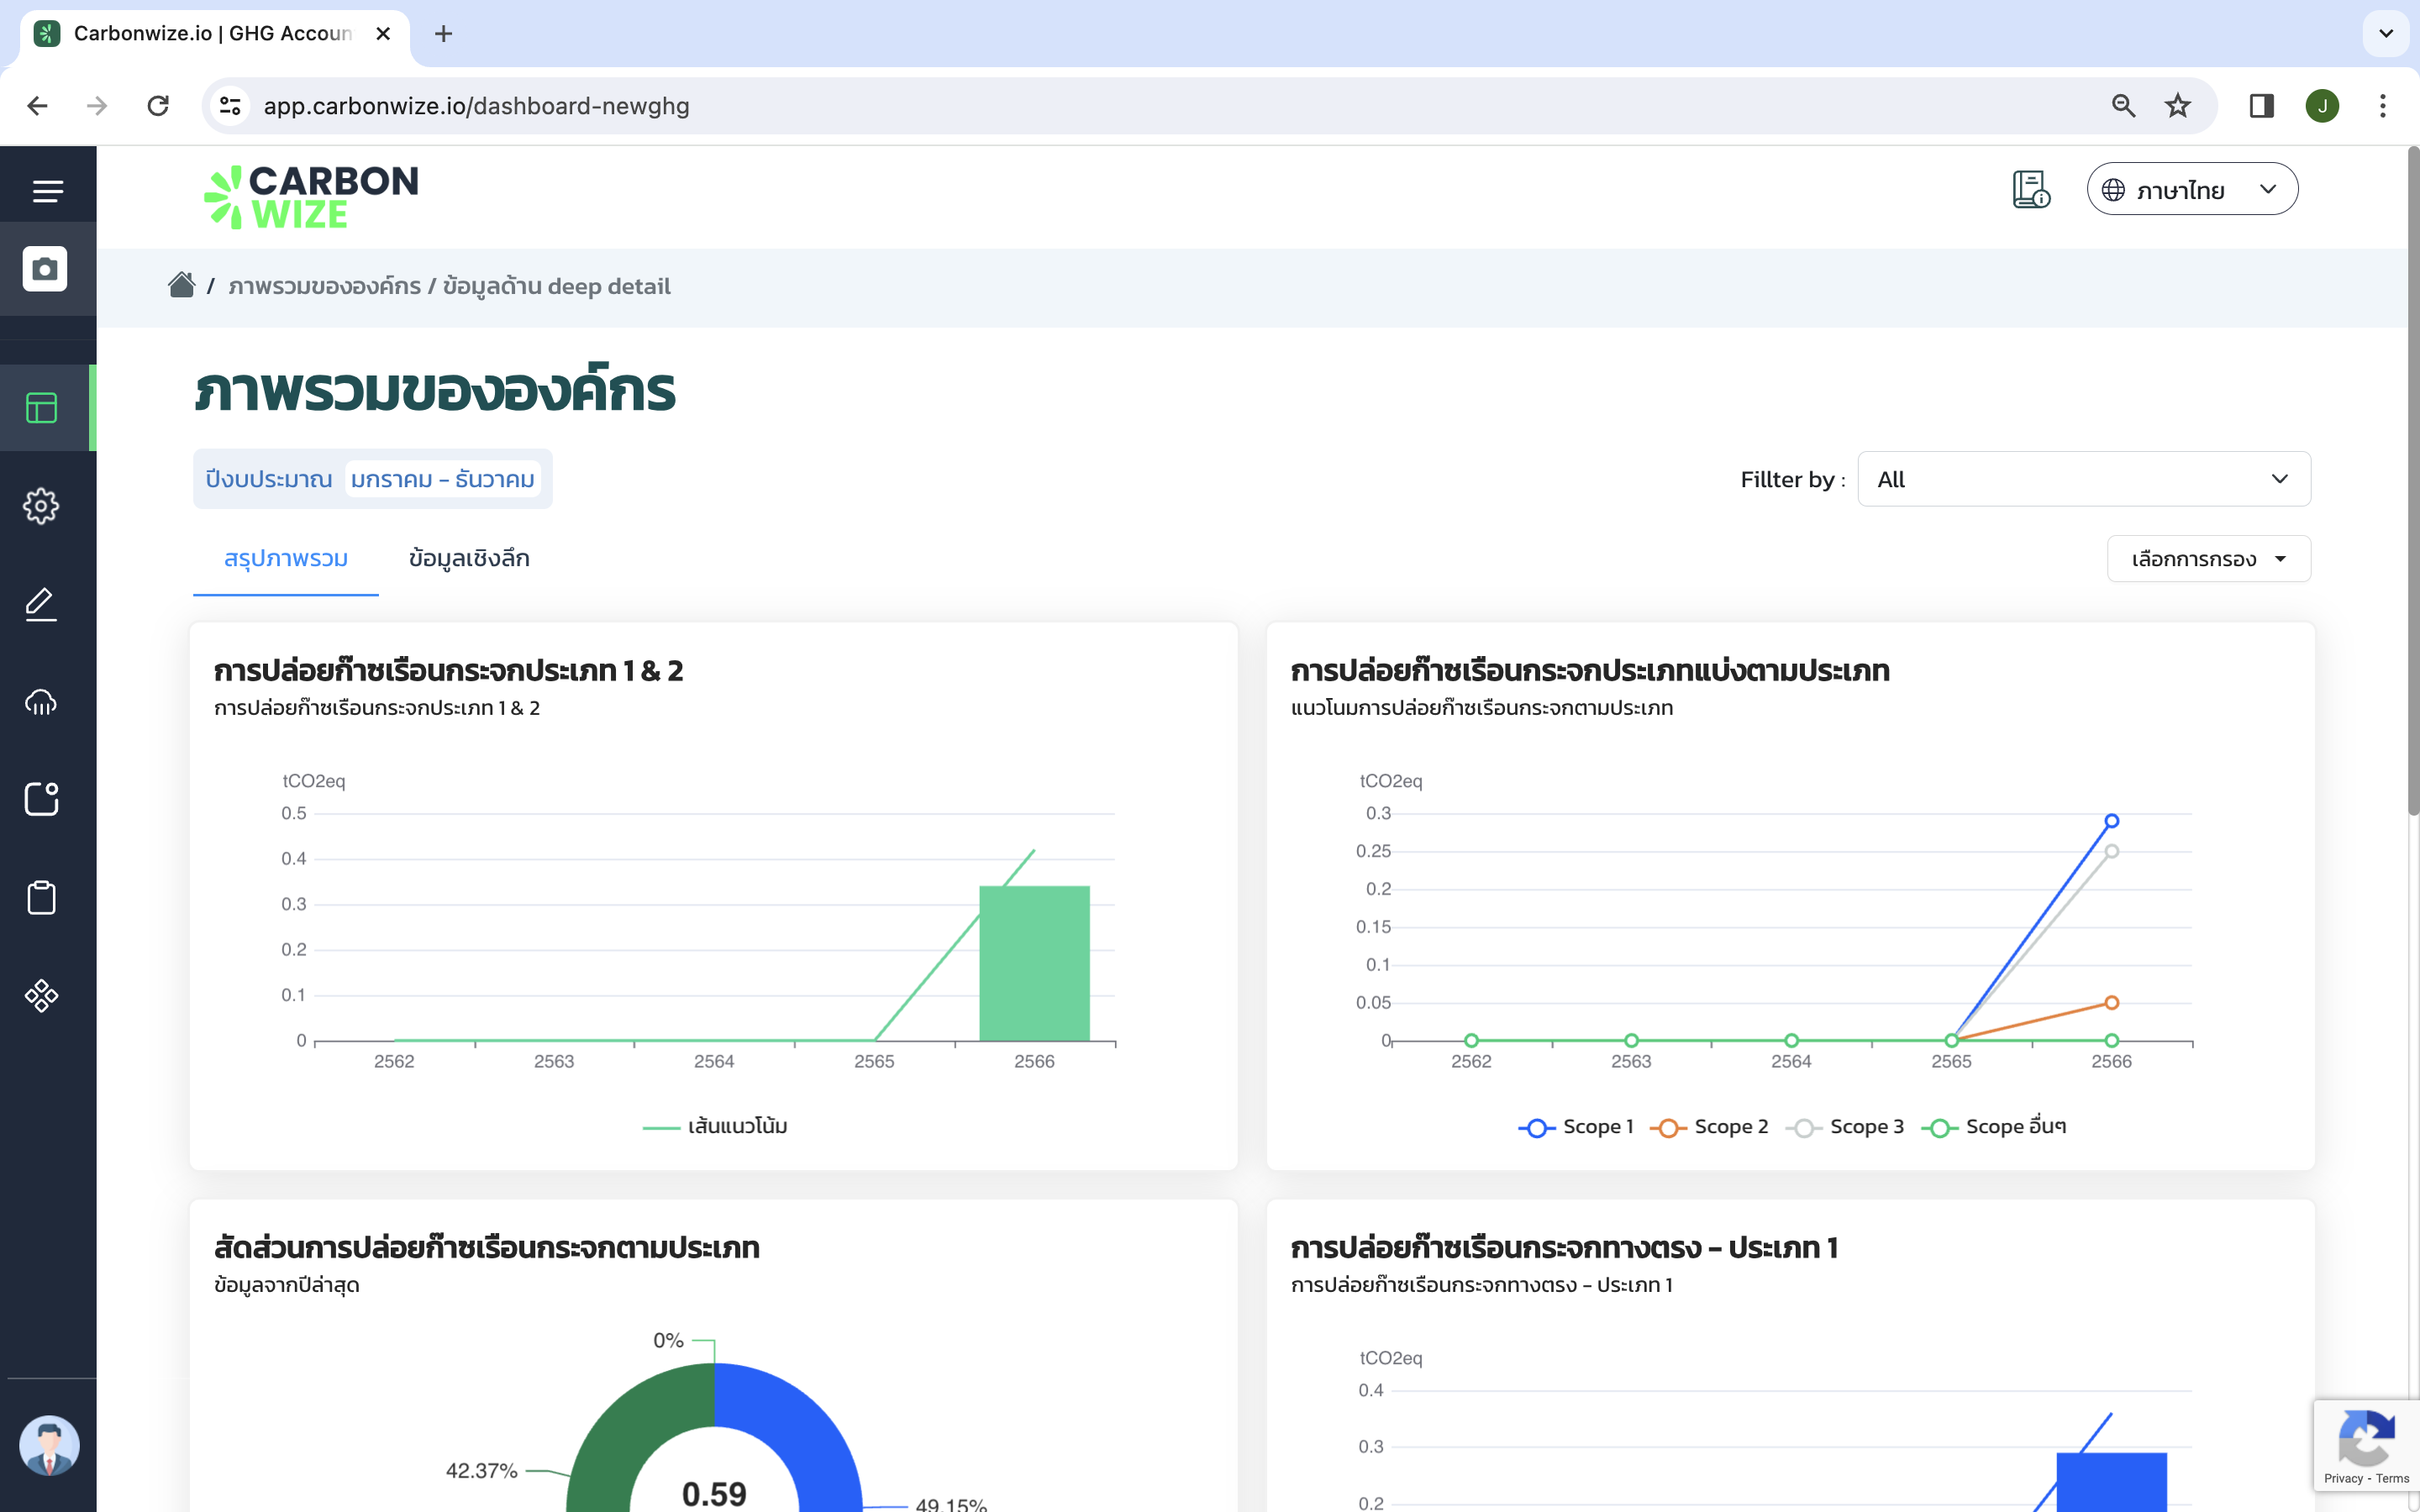 Carbonwize.io | GHG Accoun
app.carbonwize.io/dashboard-newghg
CARBON
WIZE
ภาษาไทย
/ ภาพรวมขององค์กร / ข้อมูลด้าน deep detail
ภาพรวมขององค์กร
ปีงบประมาณ มกราคม - ธันวาคม
Fillter by : All
สรุปภาพรวม ข้อมูลเชิงลึก
เลือกการกรอง
การปล่อยก๊าซเรือนกระจกประเภท 1 & 2
การปล่อยก๊าซเรือนกระจกประเภท 1 & 2
tCO2eq
0.5
0.4
0.3
0.2
0.1
0
2562 2563 2564 2565 2566
เส้นแนวโน้ม
การปล่อยก๊าซเรือนกระจกประเภทแบ่งตามประเภท
แนวโนมการปล่อยก๊าซเรือนกระจกตามประเภท
tCO2eq
0.3
0.25
0.2
0.15
0.1
0.05
0
2562 2563 2564 2565 2566
Scope 1 Scope 2 Scope 3 Scope อื่นๆ
สัดส่วนการปล่อยก๊าซเรือนกระจกตามประเภท
ข้อมูลจากปีล่าสุด
0%
42.37%
0.59
49.15%
การปล่อยก๊าซเรือนกระจกทางตรง - ประเภท 1
การปล่อยก๊าซเรือนกระจกทางตรง - ประเภท 1
tCO2eq
0.4
0.3
0.2
Privacy - Terms
J